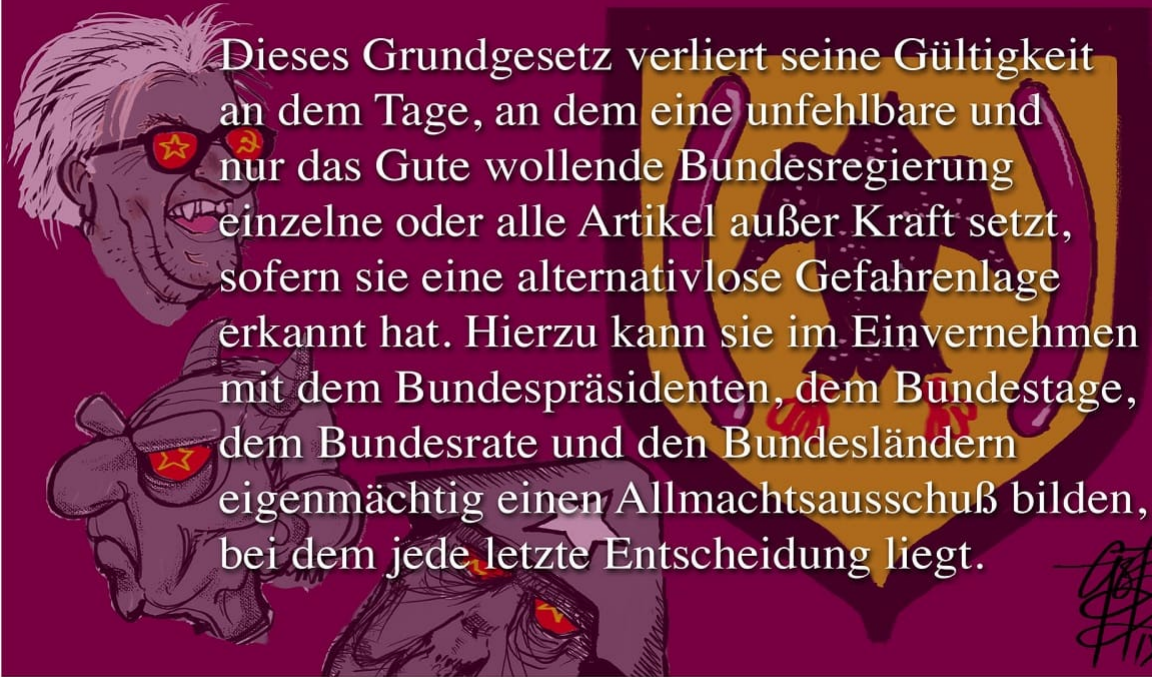 Dieses Grundgesetz verliert seine Gültigkeit
an dem Tage, an dem eine unfehlbare und
nur das Gute wollende Bundesregierung
einzelne oder alle Artikel außer Kraft setzt,
sofern sie eine alternativlose Gefahrenlage
erkannt hat. Hierzu kann sie im Einvernehmen
mit dem Bundespräsidenten, dem Bundestage,
dem Bundesrate und den Bundesländern
eigenmächtig einen Allmachtsausschuß bilden,
bei dem jede letzte Entscheidung liegt.